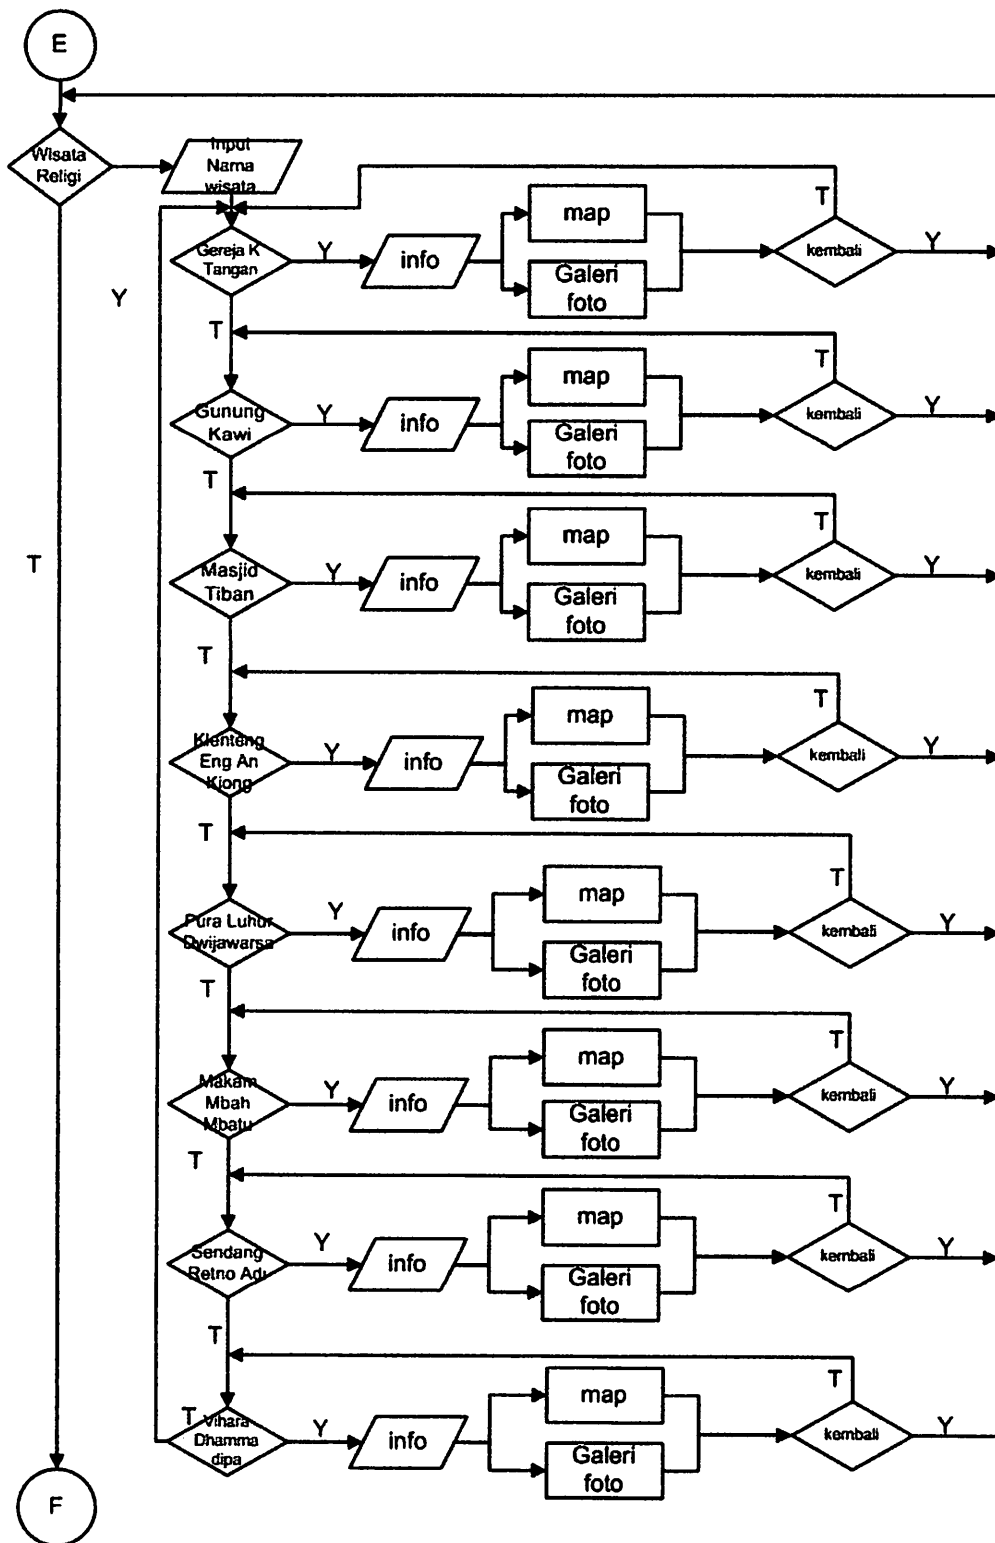 E
Wisata
Religi
Input
Nama
wisata
T
Gereja K
Tangan
Y
info
map
Galeri
foto
kembali
Y
Y
T
T
Gunung
Kawi
Y
info
map
Galeri
foto
kembali
Y
T
T
T
Masjid
Tiban
Y
info
map
Galeri
foto
kembali
Y
T
T
Klenteng
Eng An
Kiong
Y
info
map
Galeri
foto
kembali
Y
T
T
Pura Luhur
Dwijawarsa
Y
info
map
Galeri
foto
kembali
Y
T
T
Makam
Mbah
Mbatu
Y
info
map
Galeri
foto
kembali
Y
T
T
Sendang
Retno Adu
Y
info
map
Galeri
foto
kembali
Y
T
T
T
Vihara
Dhamma
dipa
Y
info
map
Galeri
foto
kembali
Y
F